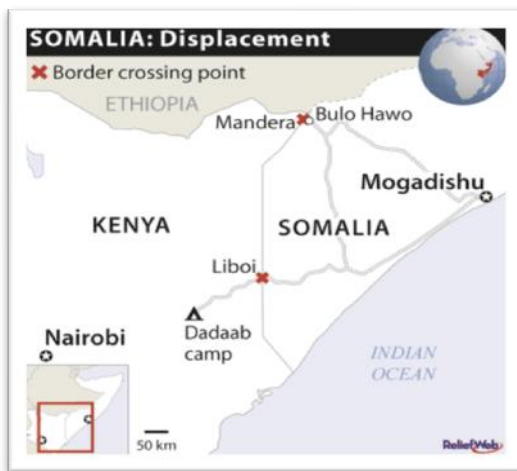 SOMALIA: Displacement
Border crossing point
ETHIOPIA
Mandera
Bulo Hawo
Mogadishu
KENYA
SOMALIA
Liboi
Dadaab
camp
Nairobi
INDIAN
OCEAN
50 km
ReliefWeb